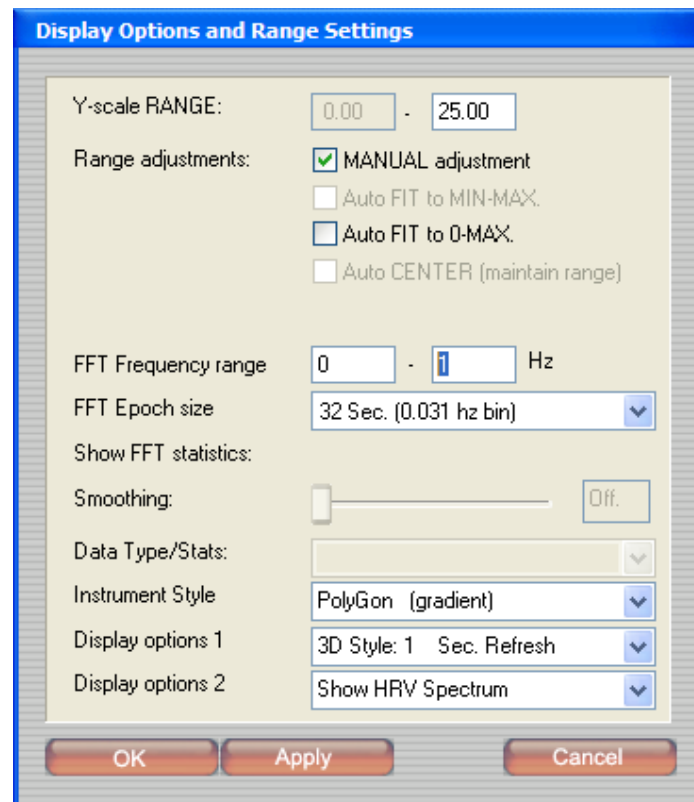 Display Options and Range Settings
Y-scale RANGE: 0.00 - 25.00
Range adjustments: MANUAL adjustment
Auto FIT to MIN-MAX.
Auto FIT to 0-MAX.
Auto CENTER (maintain range)
FFT Frequency range 0 - 1 Hz
FFT Epoch size 32 Sec. (0.031 hz bin)
Show FFT statistics:
Smoothing: Off.
Data Type/Stats:
Instrument Style PolyGon (gradient)
Display options 1 3D Style: 1 Sec. Refresh
Display options 2 Show HRV Spectrum
OK Apply Cancel